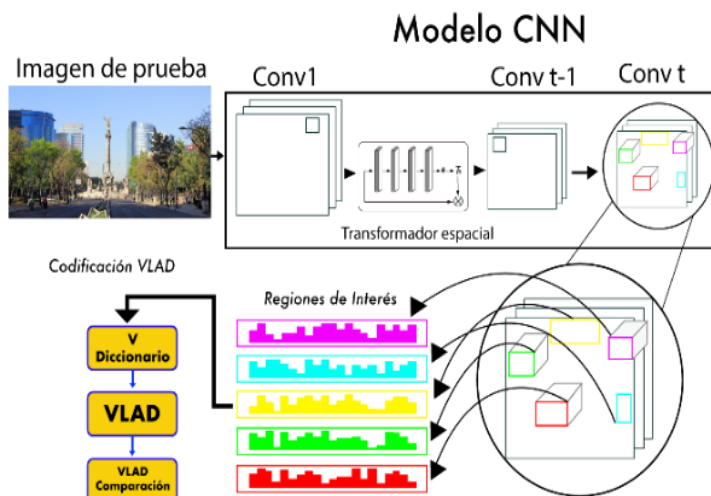 Modelo CNN
Imagen de prueba
Conv1
Conv t-1
Conv t
Transformador espacial
Codificación VLAD
Regiones de Interés
V
Diccionario
VLAD
VLAD
Comparación